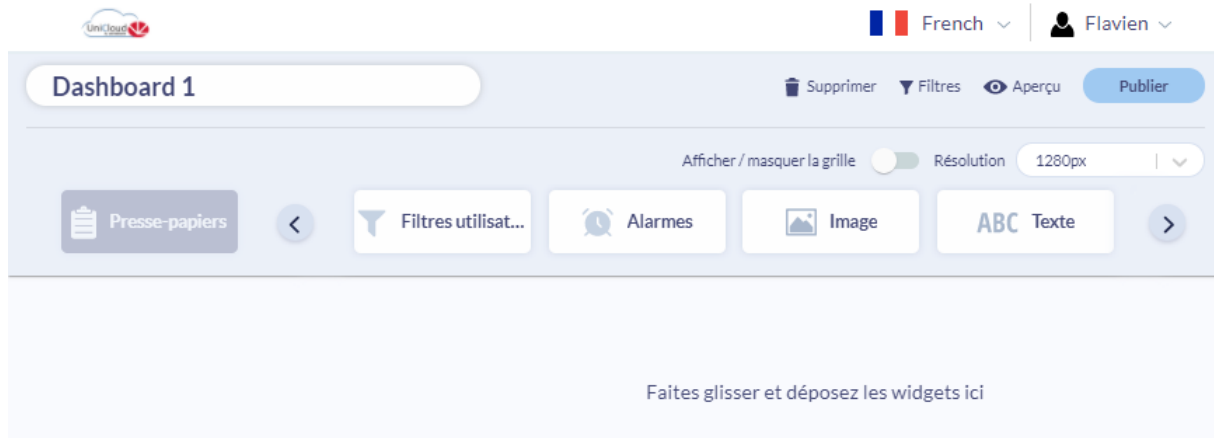 UniCloud
French
Flavien
Dashboard 1
Supprimer
Filtres
Aperçu
Publier
Afficher / masquer la grille
Résolution
1280px
Presse-papiers
Filtres utilisat...
Alarmes
Image
ABC Texte
Faites glisser et déposez les widgets ici